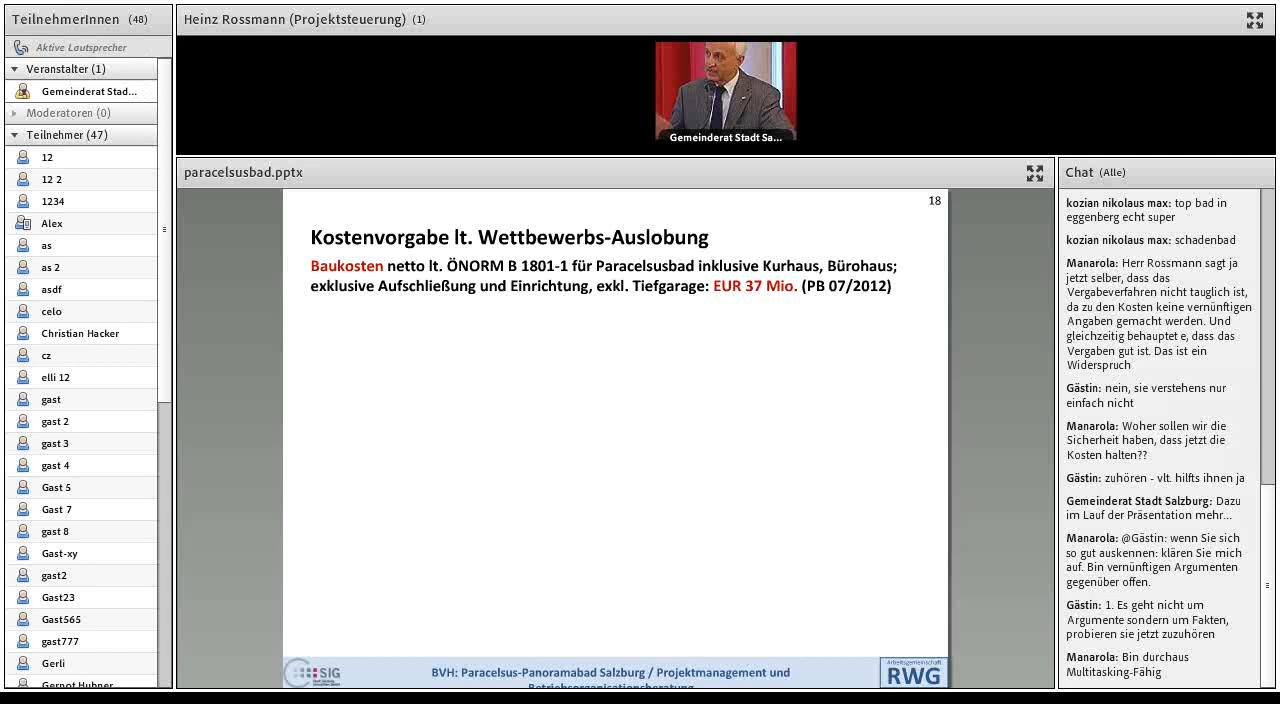 TeilnehmerInnen (48)
Aktive Lautsprecher
Veranstalter (1)
Gemeinderat Stad...
Moderatoren (0)
Teilnehmer (47)
12
12 2
1234
Alex
as
as 2
asdf
celo
Christian Hacker
cz
elli 12
gast
gast 2
gast 3
gast 4
Gast 5
Gast 7
gast 8
Gast-xy
gast2
Gast23
Gast565
gast777
Gerli
Gernot Hubner
Heinz Rossmann (Projektsteuerung) (1)
Gemeinderat Stadt Sa...
paracelsusbad.pptx
18
Kostenvorgabe lt. Wettbewerbs-Auslobung
Baukosten netto lt. ÖNORM B 1801-1 für Paracelsusbad inklusive Kurhaus, Bürohaus;
exklusive Aufschließung und Einrichtung, exkl. Tiefgarage: EUR 37 Mio. (PB 07/2012)
SIG
BVH: Paracelsus-Panoramabad Salzburg / Projektmanagement und
Betriebsorganisationsberatung
Arbeitsgemeinschaft
RWG
Chat (Alle)
kozian nikolaus max: top bad in
eggenberg echt super
kozian nikolaus max: schadenbad
Manarola: Herr Rossmann sagt ja
jetzt selber, dass das
Vergabeverfahren nicht tauglich ist,
da zu den Kosten keine vernünftigen
Angaben gemacht werden. Und
gleichzeitig behauptet e, dass das
Vergaben gut ist. Das ist ein
Widerspruch
Gästin: nein, sie verstehens nur
einfach nicht
Manarola: Woher sollen wir die
Sicherheit haben, dass jetzt die
Kosten halten??
Gästin: zuhören - vlt. hilfts ihnen ja
Gemeinderat Stadt Salzburg: Dazu
im Lauf der Präsentation mehr...
Manarola: @Gästin: wenn Sie sich
so gut auskennen: klären Sie mich
auf. Bin vernünftigen Argumenten
gegenüber offen.
Gästin: 1. Es geht nicht um
Argumente sondern um Fakten,
probieren sie jetzt zuzuhören
Manarola: Bin durchaus
Multitasking-Fähig